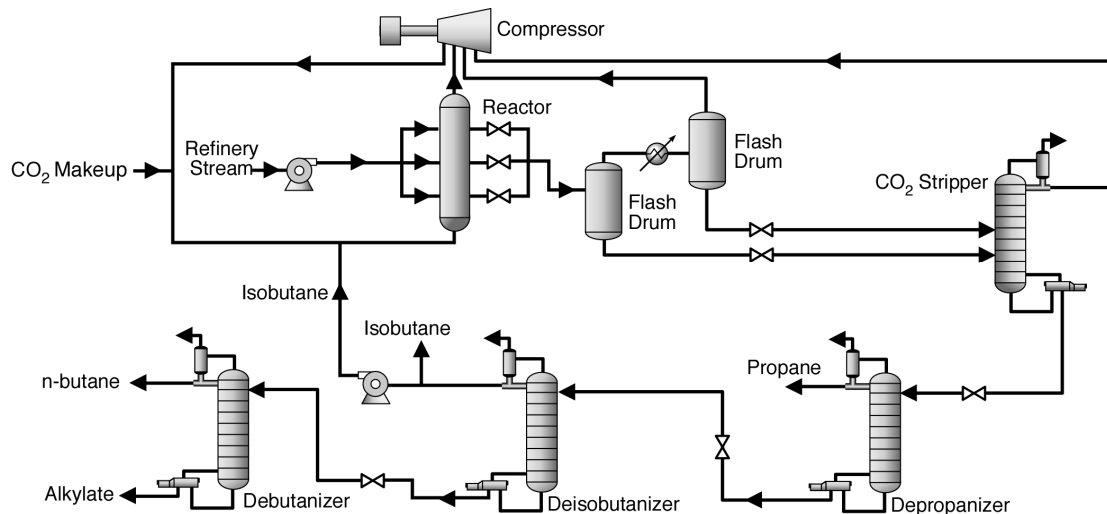 Compressor
Reactor
Refinery
Stream
CO₂ Makeup
Flash
Drum
Flash
Drum
CO₂ Stripper
Isobutane
Isobutane
Propane
n-butane
Alkylate
Debutanizer
Deisobutanizer
Depropanizer